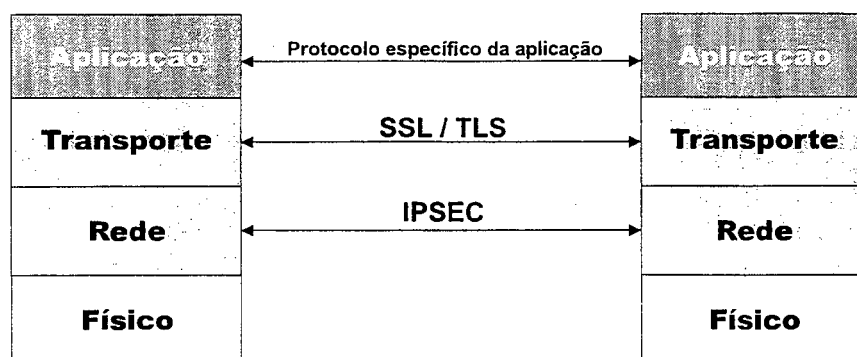 Aplicação
Protocolo específico da aplicação
Aplicação
Transporte
SSL / TLS
Transporte
Rede
IPSEC
Rede
Físico
Físico